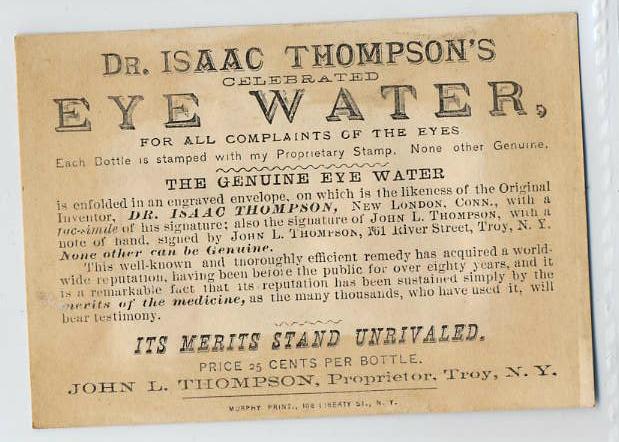 DR. ISAAC THOMPSON'S
CELEBRATED
EYE WATER,
FOR ALL COMPLAINTS OF THE EYES
Each Bottle is stamped with my Proprietary Stamp. None other Genuine.
THE GENUINE EYE WATER
is enfolded in an engraved envelope, on which is the likeness of the Original
Inventor, DR. ISAAC THOMPSON, NEW LONDON, CONN., with a
fac-simile of his signature; also the signature of JOHN L. THOMPSON, with a
note of hand, signed by JOHN L. THOMPSON, 161 River Street, Troy, N. Y.
None other can be Genuine.
This well-known and thoroughly efficient remedy has acquired a world-
wide reputation, having been before the public for over eighty years, and it
is a remarkable fact that its reputation has been sustained simply by the
merits of the medicine, as the many thousands, who have used it, will
bear testimony.
ITS MERITS STAND UNRIVALED.
PRICE 25 CENTS PER BOTTLE.
JOHN L. THOMPSON, Proprietor, Troy, N. Y.
MURPHY PRINT., 108 LIBERTY ST., N. Y.